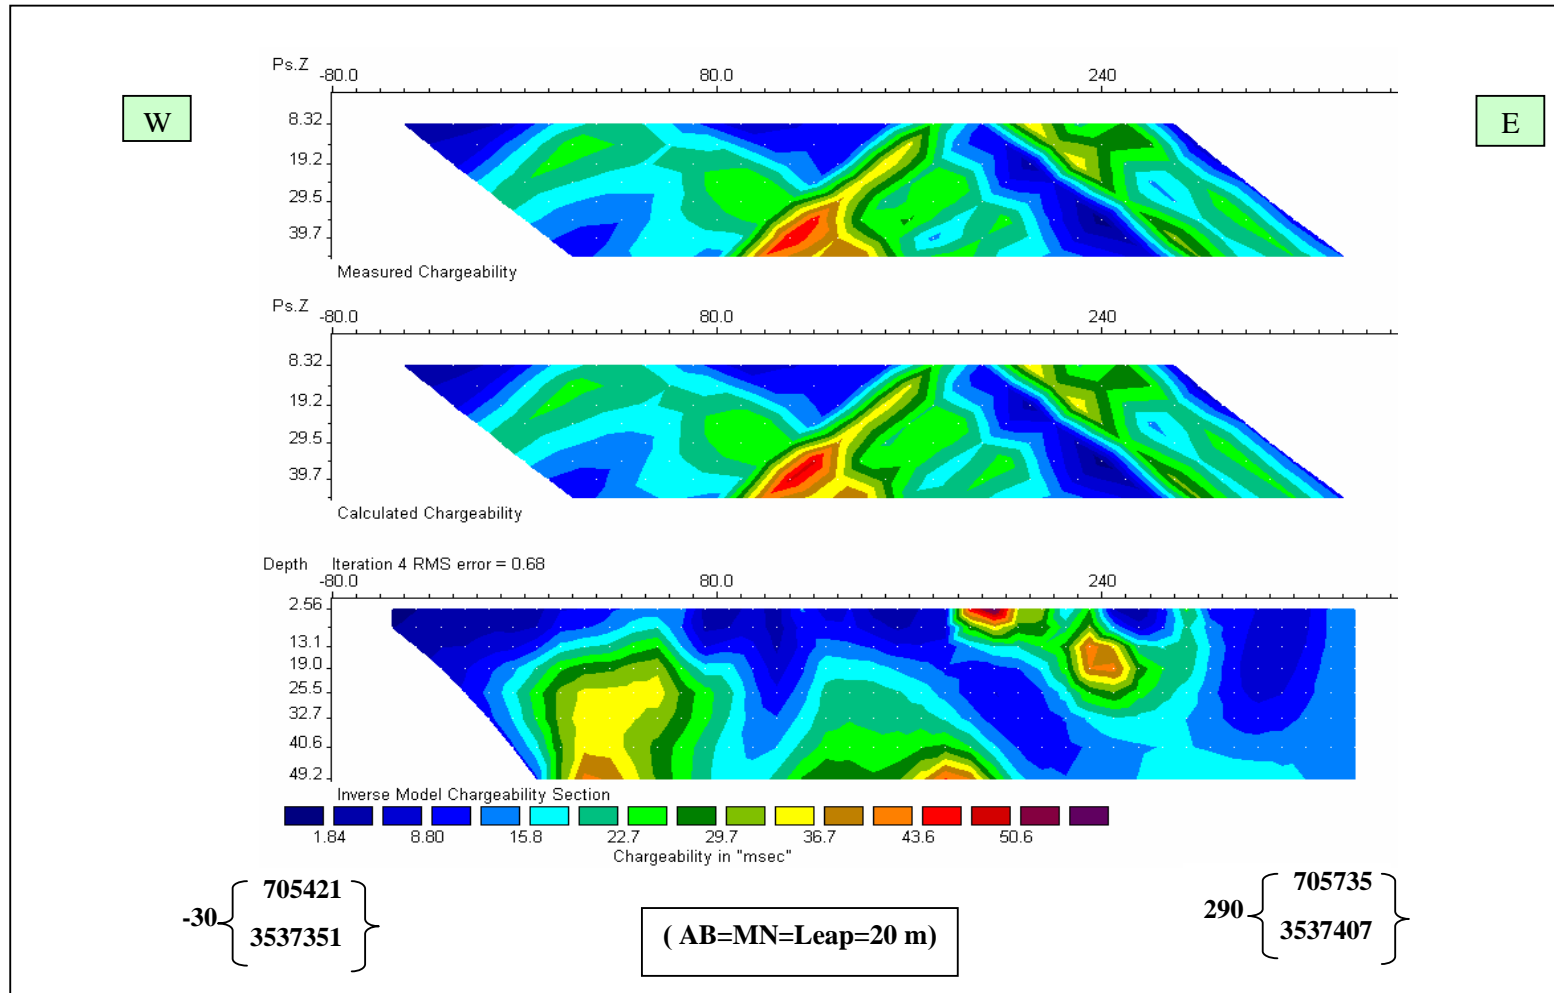 Ps.Z -80.0 80.0 240
W E
8.32
19.2
29.5
39.7
Measured Chargeability
Ps.Z -80.0 80.0 240
8.32
19.2
29.5
39.7
Calculated Chargeability
Depth Iteration 4 RMS error = 0.68
-80.0 80.0 240
2.56
13.1
19.0
25.5
32.7
40.6
49.2
Inverse Model Chargeability Section
1.84 8.80 15.8 22.7 29.7 36.7 43.6 50.6
Chargeability in "msec"
-30 { 705421
3537351 }
( AB=MN=Leap=20 m)
290 { 705735
3537407 }